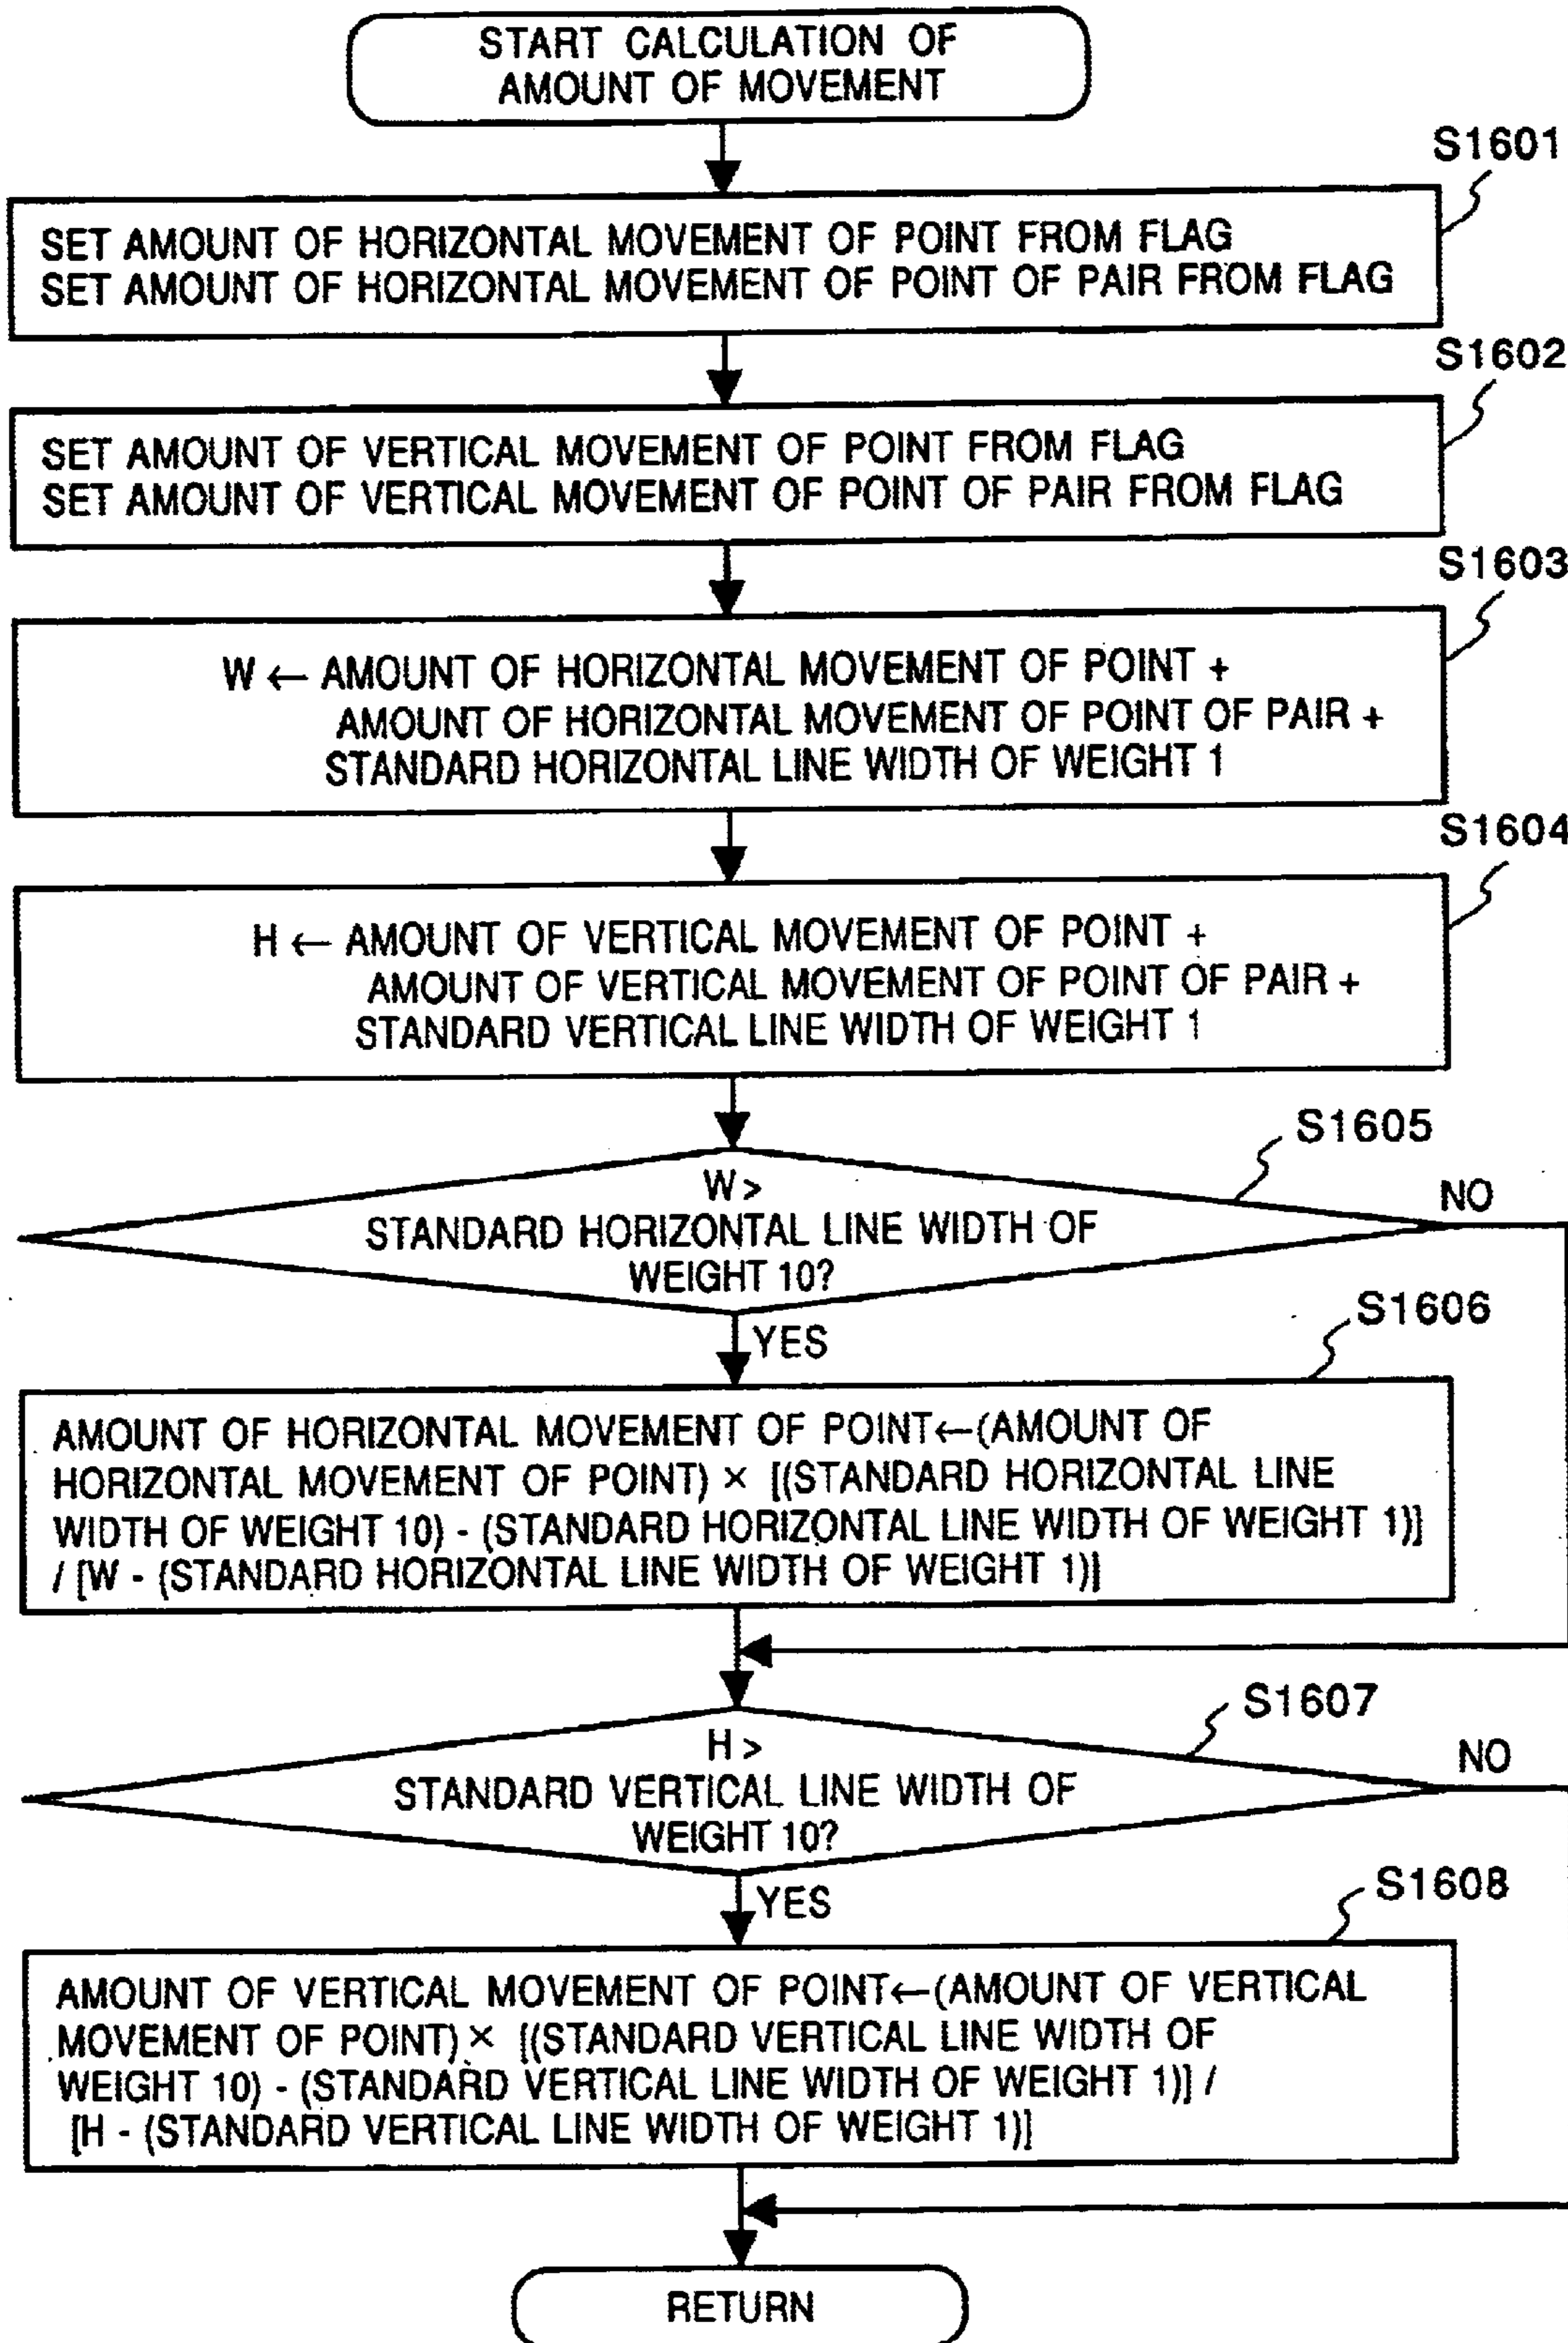 START CALCULATION OF
AMOUNT OF MOVEMENT
S1601
SET AMOUNT OF HORIZONTAL MOVEMENT OF POINT FROM FLAG
SET AMOUNT OF HORIZONTAL MOVEMENT OF POINT OF PAIR FROM FLAG
S1602
SET AMOUNT OF VERTICAL MOVEMENT OF POINT FROM FLAG
SET AMOUNT OF VERTICAL MOVEMENT OF POINT OF PAIR FROM FLAG
S1603
W ← AMOUNT OF HORIZONTAL MOVEMENT OF POINT +
AMOUNT OF HORIZONTAL MOVEMENT OF POINT OF PAIR +
STANDARD HORIZONTAL LINE WIDTH OF WEIGHT 1
S1604
H ← AMOUNT OF VERTICAL MOVEMENT OF POINT +
AMOUNT OF VERTICAL MOVEMENT OF POINT OF PAIR +
STANDARD VERTICAL LINE WIDTH OF WEIGHT 1
S1605
W >
STANDARD HORIZONTAL LINE WIDTH OF
WEIGHT 10?
NO
YES
S1606
AMOUNT OF HORIZONTAL MOVEMENT OF POINT←(AMOUNT OF
HORIZONTAL MOVEMENT OF POINT) × [(STANDARD HORIZONTAL LINE
WIDTH OF WEIGHT 10) - (STANDARD HORIZONTAL LINE WIDTH OF WEIGHT 1)]
/ [W - (STANDARD HORIZONTAL LINE WIDTH OF WEIGHT 1)]
S1607
H >
STANDARD VERTICAL LINE WIDTH OF
WEIGHT 10?
NO
YES
S1608
AMOUNT OF VERTICAL MOVEMENT OF POINT←(AMOUNT OF VERTICAL
MOVEMENT OF POINT) × [(STANDARD VERTICAL LINE WIDTH OF
WEIGHT 10) - (STANDARD VERTICAL LINE WIDTH OF WEIGHT 1)] /
[H - (STANDARD VERTICAL LINE WIDTH OF WEIGHT 1)]
RETURN